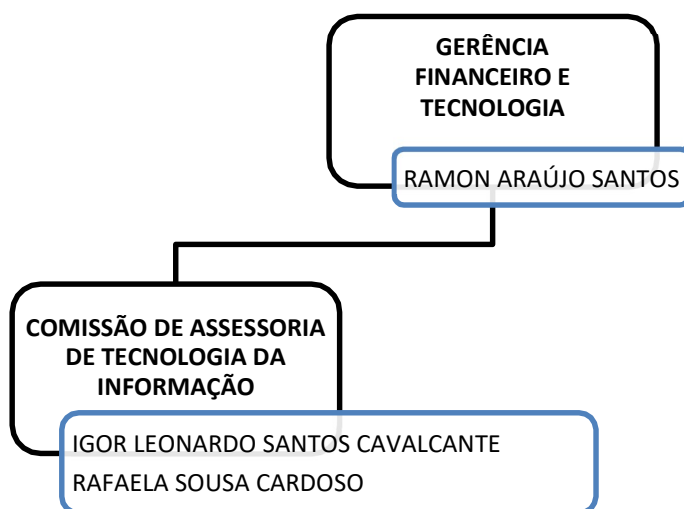 GERÊNCIA
FINANCEIRO E
TECNOLOGIA
RAMON ARAÚJO SANTOS
COMISSÃO DE ASSESSORIA
DE TECNOLOGIA DA
INFORMAÇÃO
IGOR LEONARDO SANTOS CAVALCANTE
RAFAELA SOUSA CARDOSO